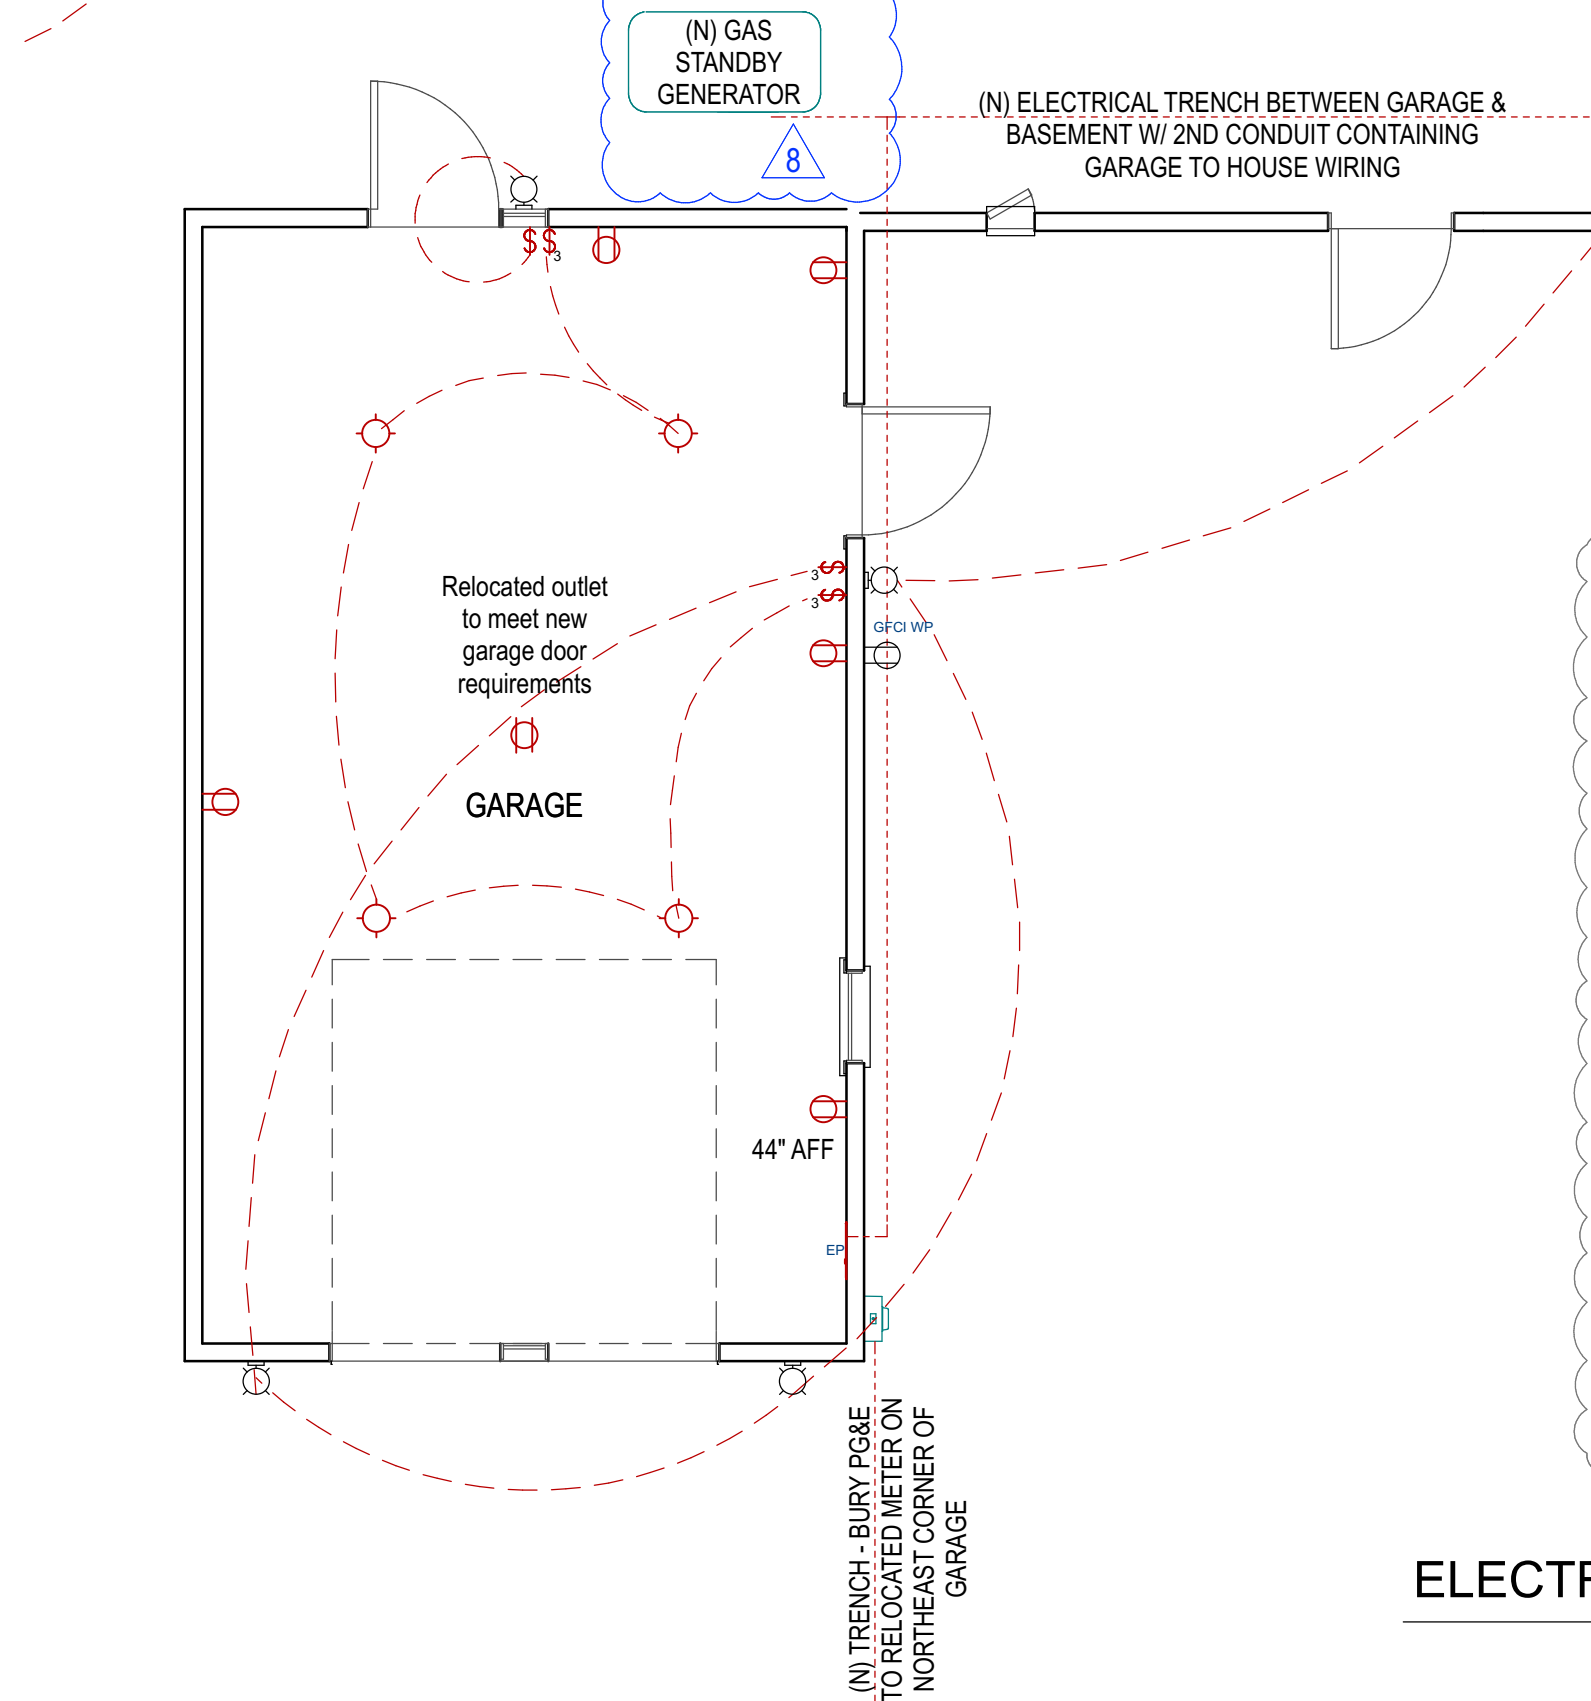 (N) GAS
STANDBY
GENERATOR
8
(N) ELECTRICAL TRENCH BETWEEN GARAGE &
BASEMENT W/ 2ND CONDUIT CONTAINING
GARAGE TO HOUSE WIRING
$ $3
3 $
3 $
GFCI WP
Relocated outlet
to meet new
garage door
requirements
GARAGE
44" AFF
EP
(N) TRENCH - BURY PG&E
TO RELOCATED METER ON
NORTHEAST CORNER OF
GARAGE